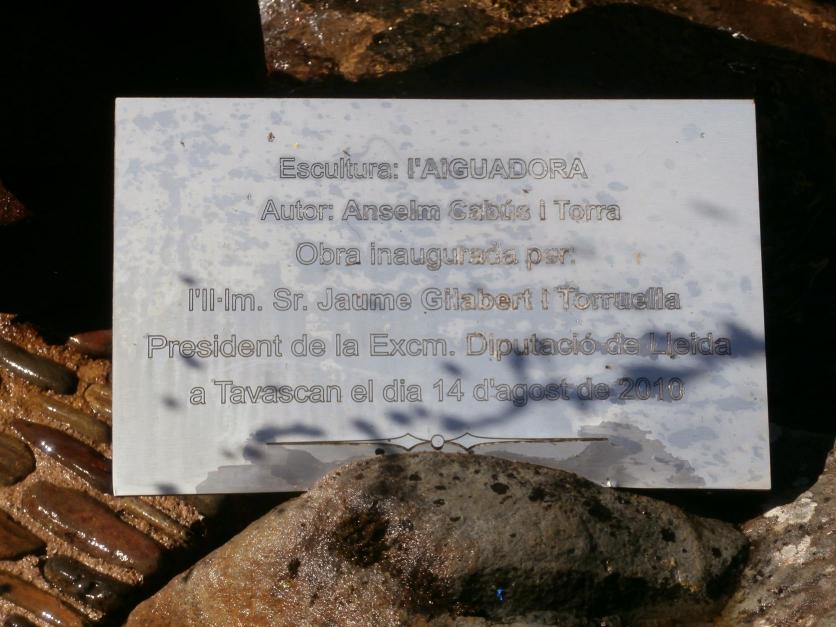 Escultura: l'AIGUADORA
Autor: Anselm Cabús i Torra
Obra inaugurada per:
l'Il·lm. Sr. Jaume Gilabert i Torruella
President de la Excm. Diputació de Lleida
a Tavascan el dia 14 d'agost de 2010